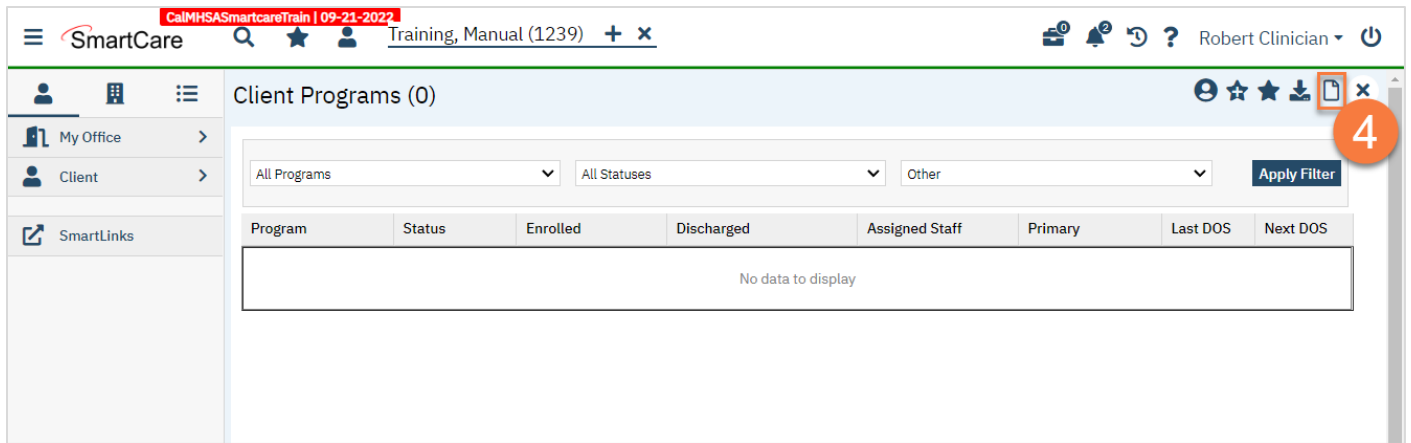 CalMHSASmartcareTrain | 09-21-2022
SmartCare Training, Manual (1239) 0 2 ? Robert Clinician
Client Programs (0)
4
My Office
Client
SmartLinks
All Programs All Statuses Other Apply Filter
Program Status Enrolled Discharged Assigned Staff Primary Last DOS Next DOS
No data to display